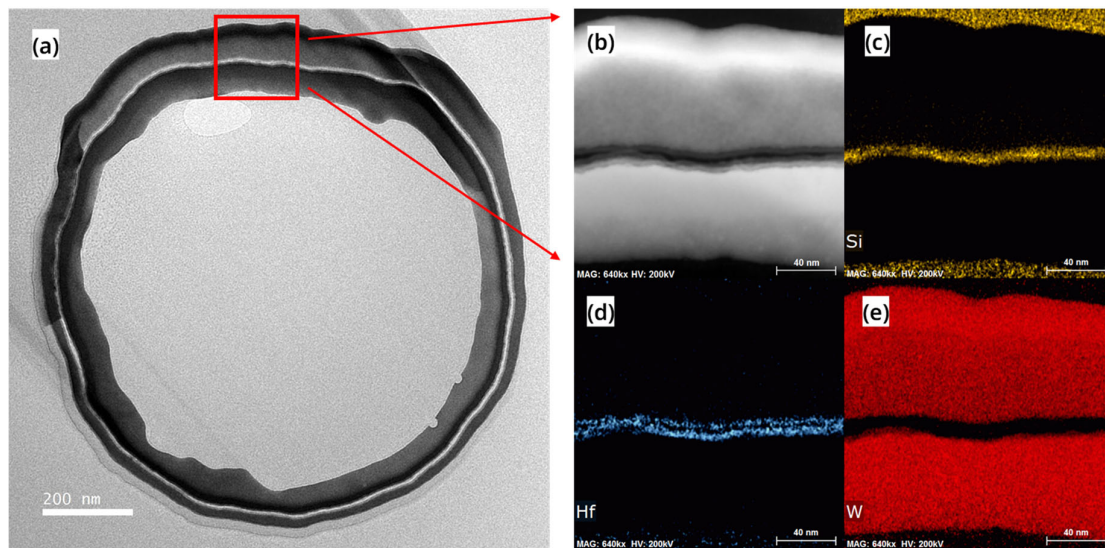 (a)
200 nm
(b)
MAG: 640kx HV: 200kV
40 nm
(c)
Si
MAG: 640kx HV: 200kV
40 nm
(d)
Hf
MAG: 640kx HV: 200kV
40 nm
(e)
W
MAG: 640kx HV: 200kV
40 nm